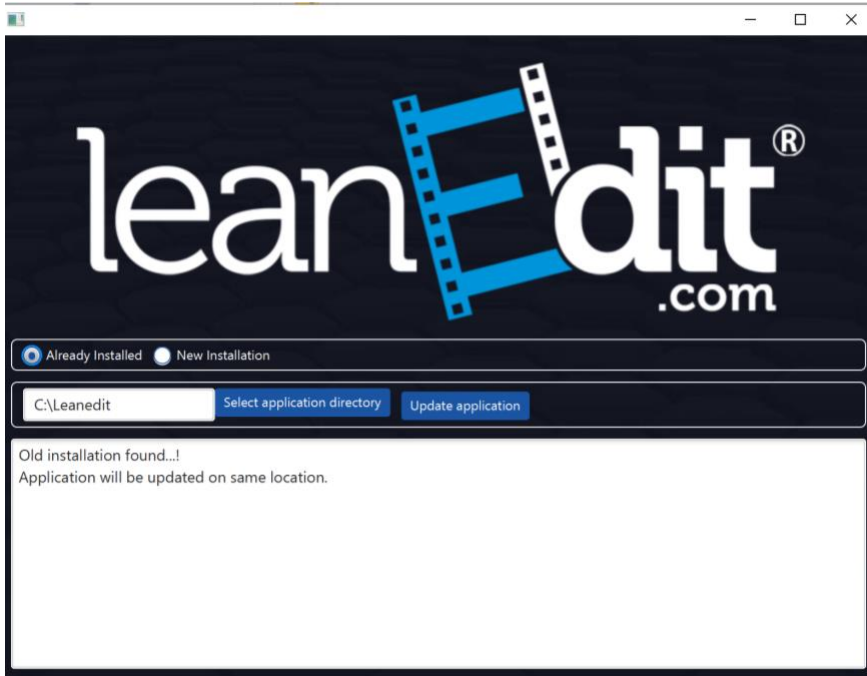 leanEdit®
.com
Already Installed New Installation
C:\Leanedit Select application directory Update application
Old installation found...!
Application will be updated on same location.